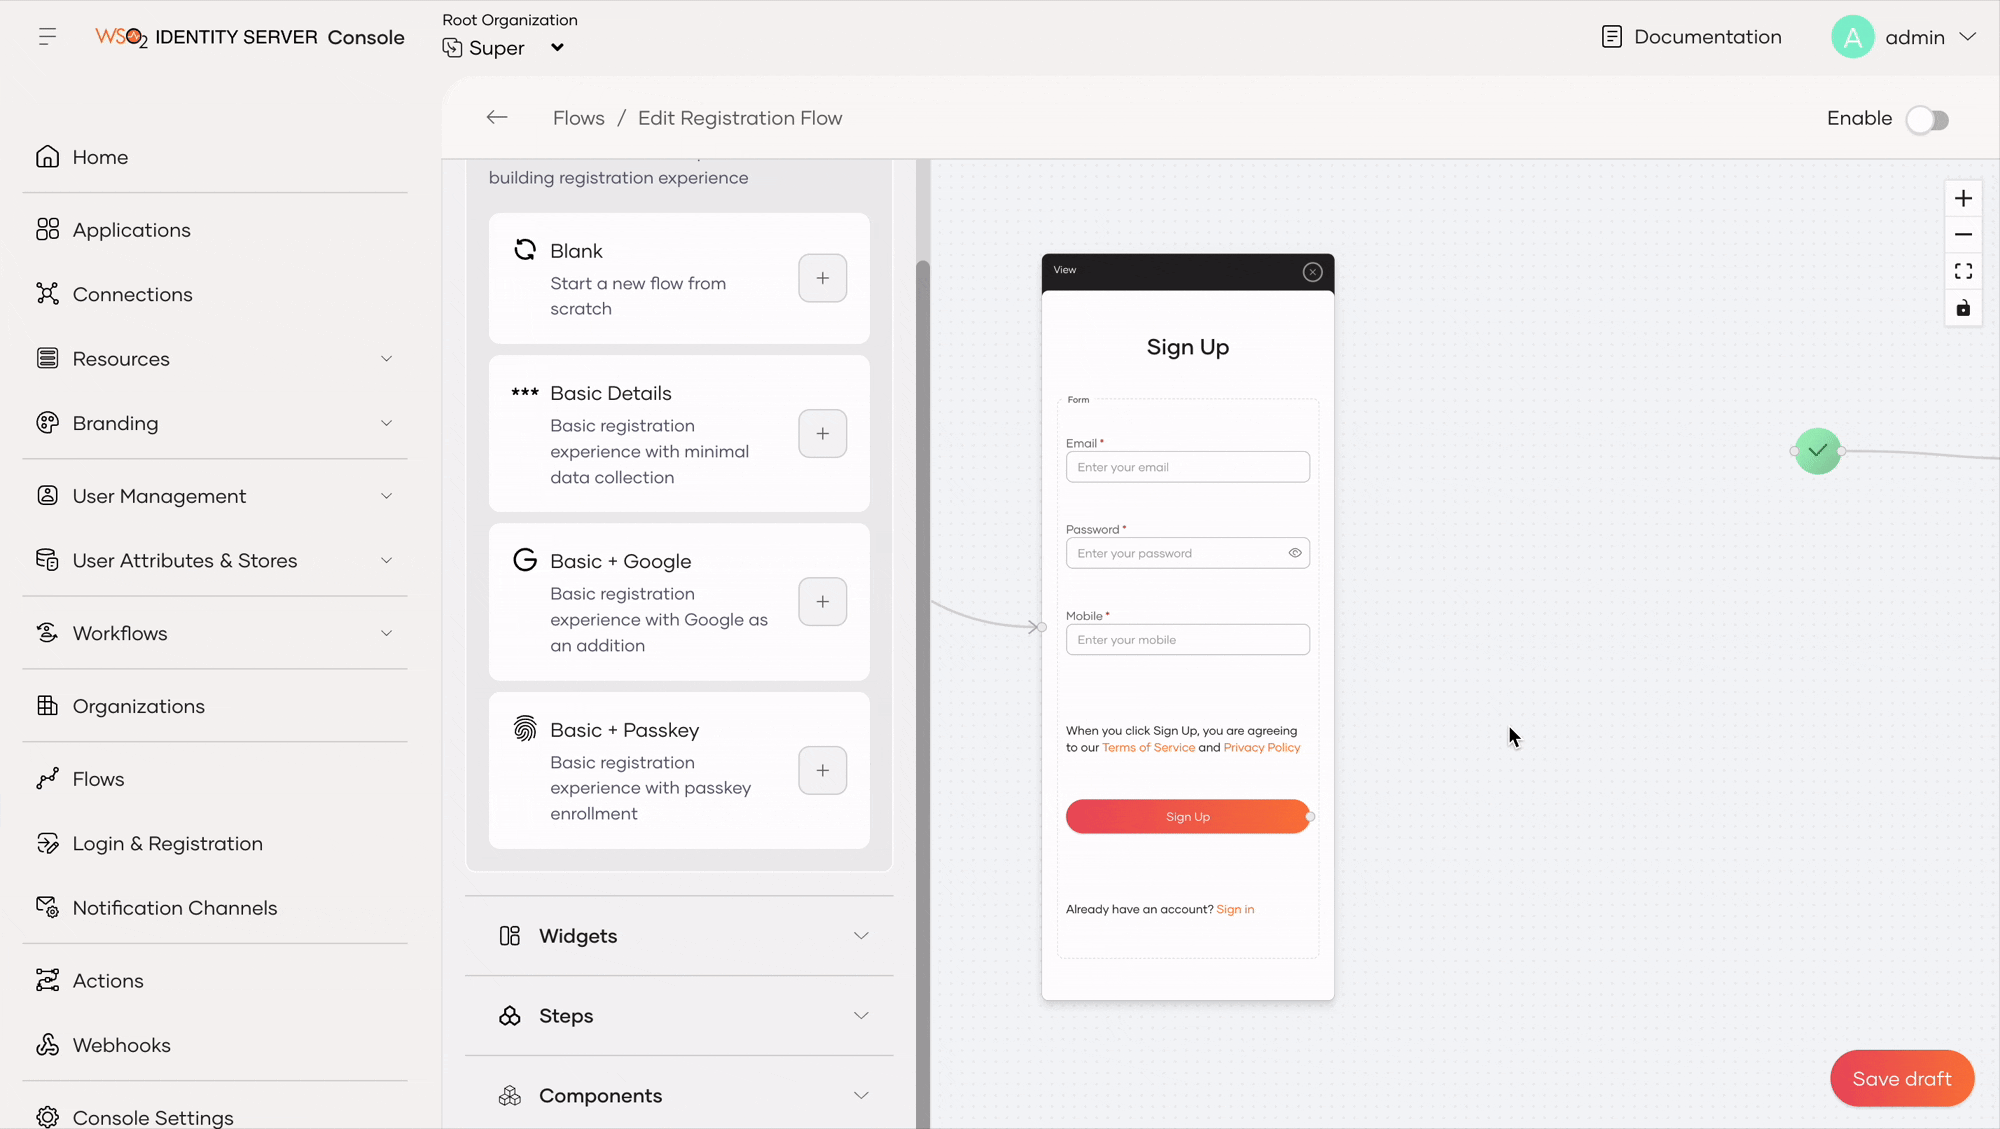 WSO2 IDENTITY SERVER Console
Root Organization
Super
Documentation
A
admin
Flows / Edit Registration Flow
Enable
Home
Applications
Connections
Resources
Branding
User Management
User Attributes & Stores
Workflows
Organizations
Flows
Login & Registration
Notification Channels
Actions
Webhooks
Console Settings
building registration experience
Blank
Start a new flow from
scratch
*** Basic Details
Basic registration
experience with minimal
data collection
Basic + Google
Basic registration
experience with Google as
an addition
Basic + Passkey
Basic registration
experience with passkey
enrollment
Widgets
Steps
Components
View
Sign Up
Form
Email *
Enter your email
Password *
Enter your password
Mobile *
Enter your mobile
When you click Sign Up, you are agreeing
to our Terms of Service and Privacy Policy
Sign Up
Already have an account? Sign in
Save draft